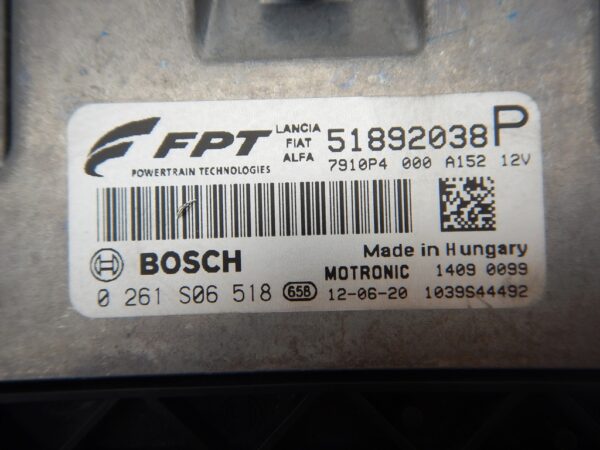 FPT
POWERTRAIN TECHNOLOGIES
LANCIA
FIAT
ALFA
51892038P
7910P4 000 A152 12V
BOSCH
Made in Hungary
MOTRONIC 1409 0099
0 261 S06 518 65B 12-06-20 1039S44492